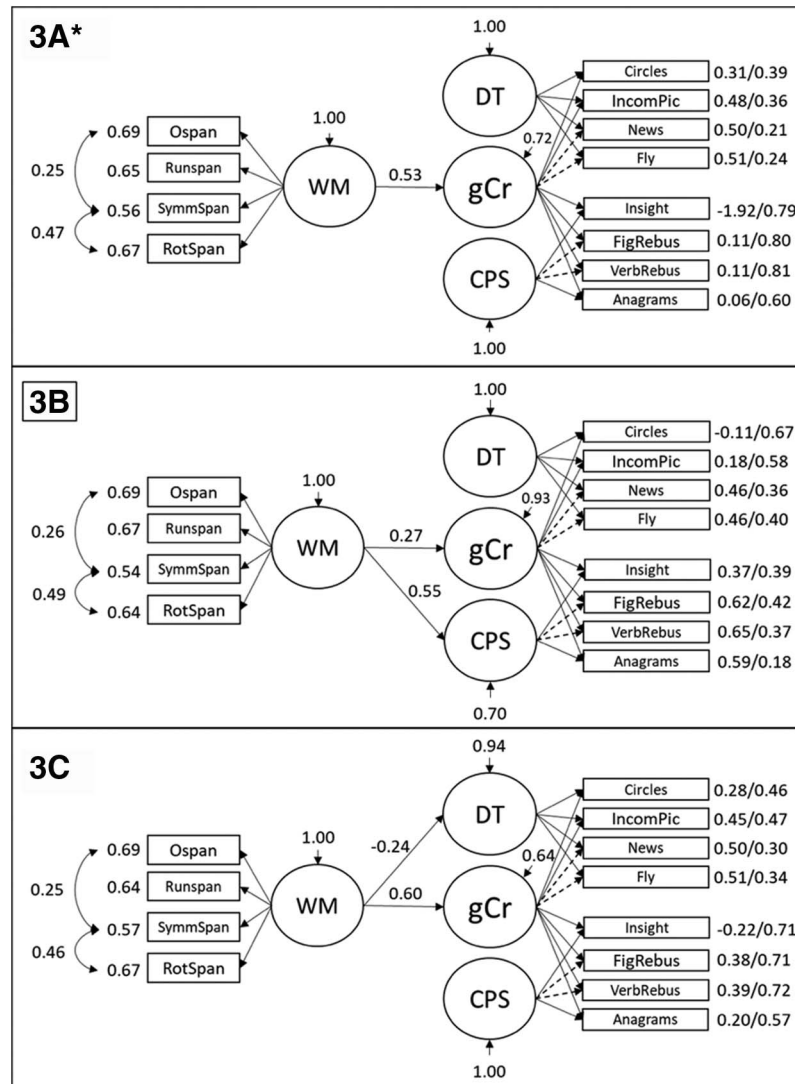 3A*
1.00
DT
Circles 0.31/0.39
IncomPic 0.48/0.36
News 0.50/0.21
Fly 0.51/0.24
0.69 Ospan
1.00
0.72
0.25
0.65 Runspan
WM
0.53
gCr
0.56 SymmSpan
Insight -1.92/0.79
0.47
0.67 RotSpan
FigRebus 0.11/0.80
CPS
VerbRebus 0.11/0.81
Anagrams 0.06/0.60
1.00
3B
1.00
DT
Circles -0.11/0.67
IncomPic 0.18/0.58
News 0.46/0.36
Fly 0.46/0.40
0.69 Ospan
1.00
0.93
0.26
0.67 Runspan
WM
0.27
gCr
0.54 SymmSpan
Insight 0.37/0.39
0.49
0.55
0.64 RotSpan
FigRebus 0.62/0.42
CPS
VerbRebus 0.65/0.37
Anagrams 0.59/0.18
0.70
3C
0.94
DT
Circles 0.28/0.46
IncomPic 0.45/0.47
News 0.50/0.30
Fly 0.51/0.34
0.69 Ospan
1.00
-0.24
0.64
0.25
0.64 Runspan
WM
0.60
gCr
0.57 SymmSpan
Insight -0.22/0.71
0.46
0.67 RotSpan
FigRebus 0.38/0.71
CPS
VerbRebus 0.39/0.72
Anagrams 0.20/0.57
1.00